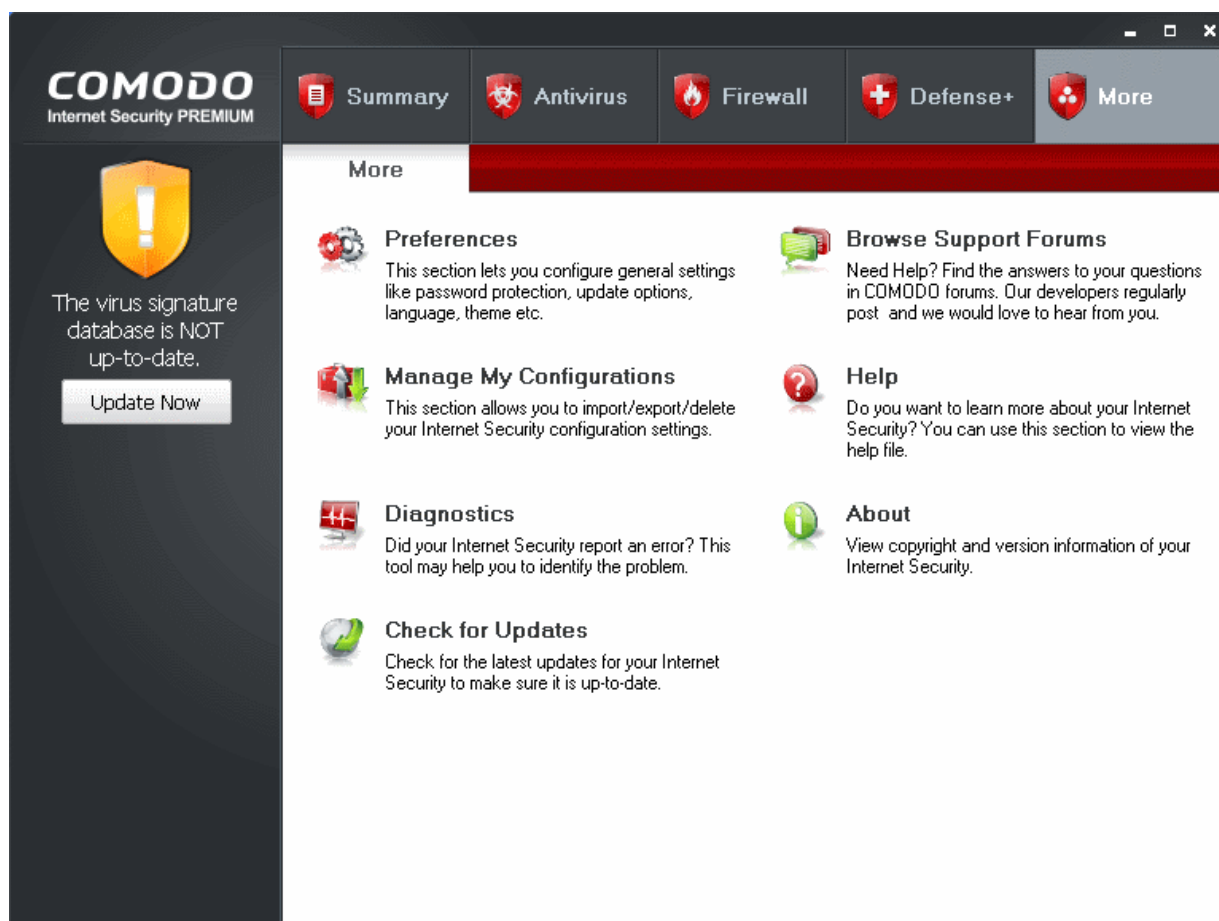 COMODO
Internet Security PREMIUM
Summary
Antivirus
Firewall
Defense+
More
More
The virus signature
database is NOT
up-to-date.
Update Now
Preferences
This section lets you configure general settings
like password protection, update options,
language, theme etc.
Manage My Configurations
This section allows you to import/export/delete
your Internet Security configuration settings.
Diagnostics
Did your Internet Security report an error? This
tool may help you to identify the problem.
Check for Updates
Check for the latest updates for your Internet
Security to make sure it is up-to-date.
Browse Support Forums
Need Help? Find the answers to your questions
in COMODO forums. Our developers regularly
post  and we would love to hear from you.
Help
Do you want to learn more about your Internet
Security? You can use this section to view the
help file.
About
View copyright and version information of your
Internet Security.